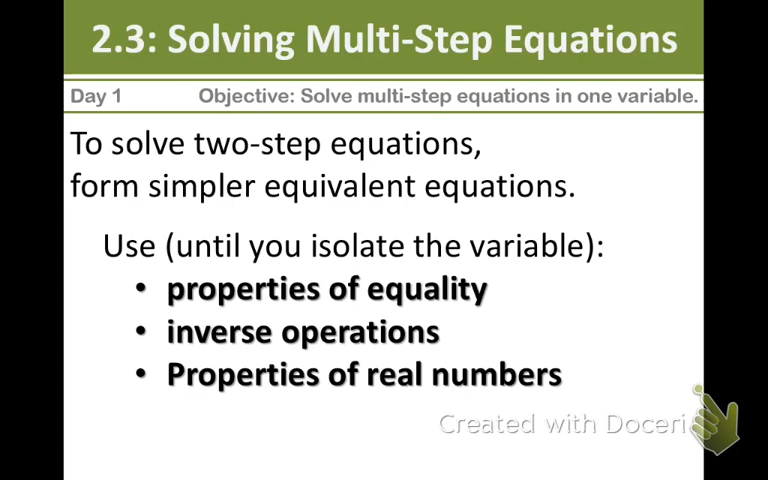 2.3: Solving Multi-Step Equations
Day 1 Objective: Solve multi-step equations in one variable.
To solve two-step equations,
form simpler equivalent equations.
Use (until you isolate the variable):
• properties of equality
• inverse operations
• Properties of real numbers
Created with Doceri